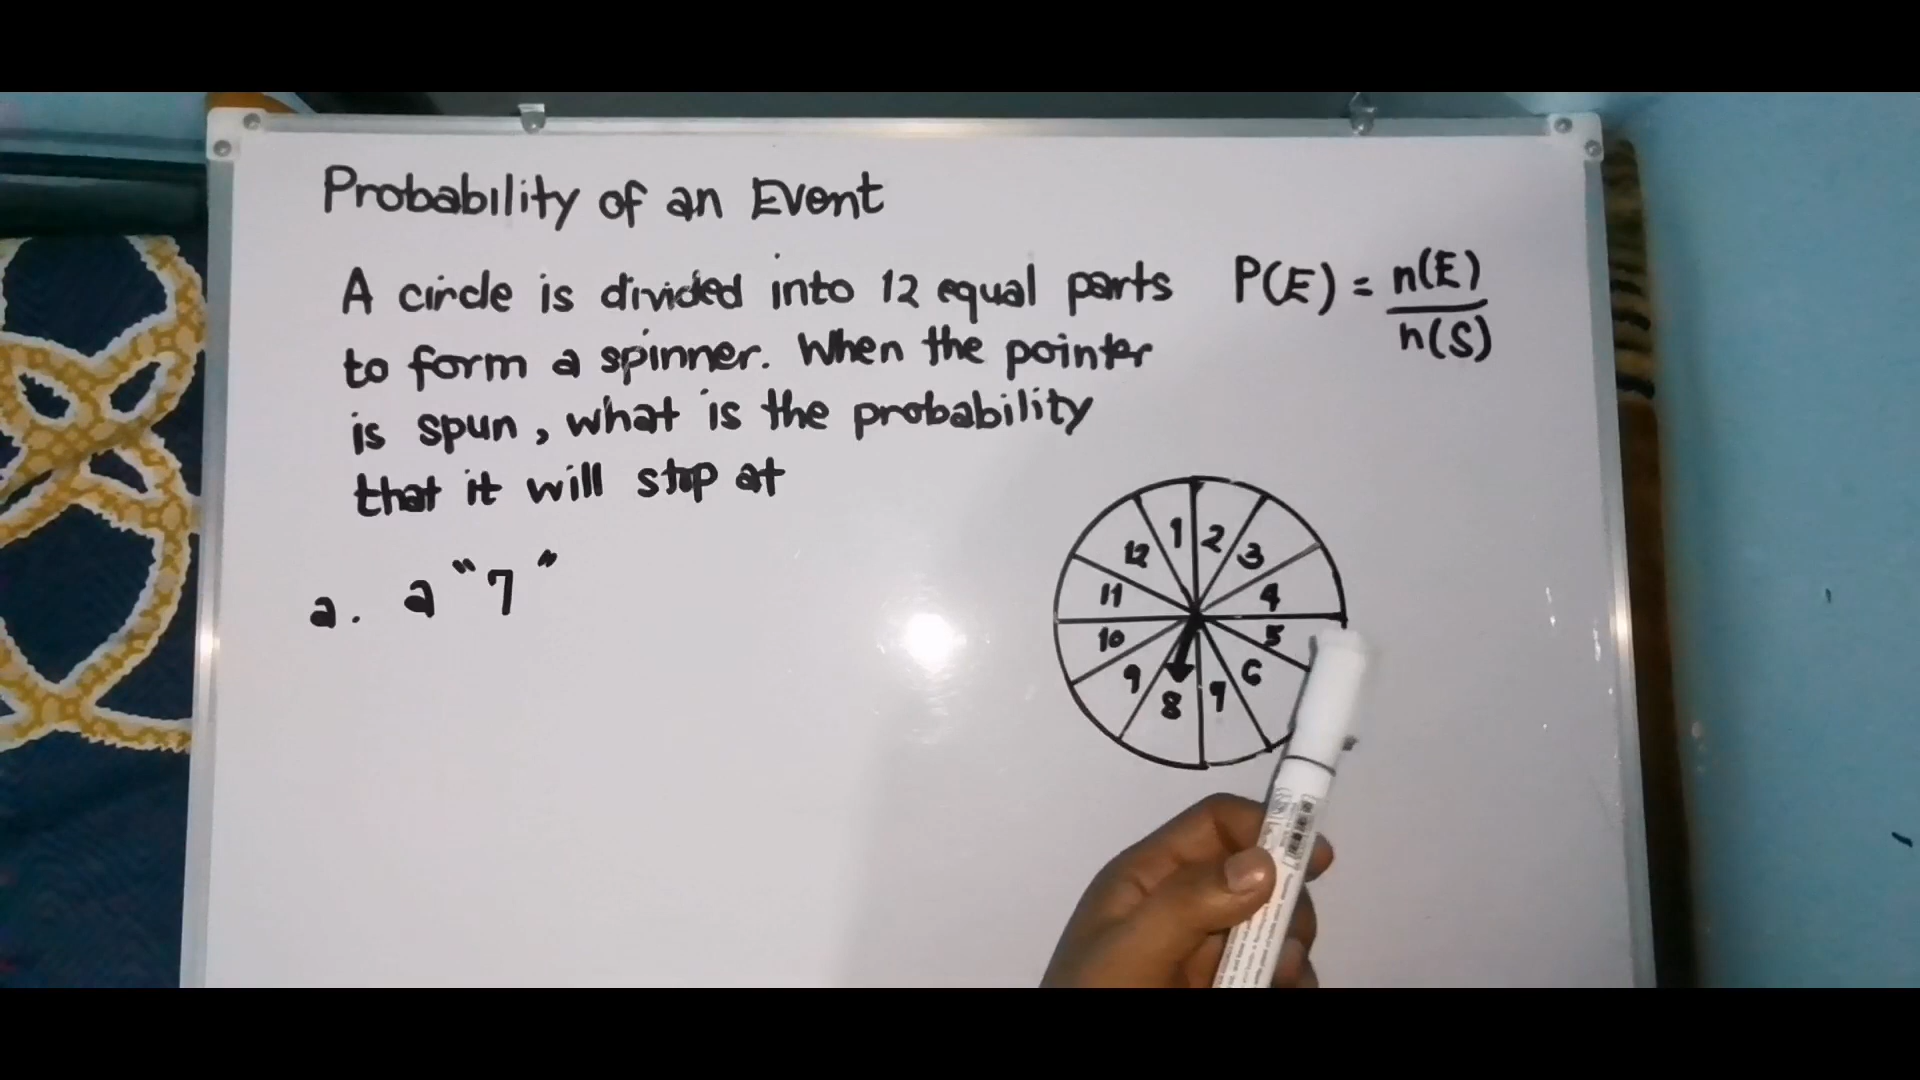 Probability of an Event
A circle is divided into 12 equal parts
to form a spinner. When the pointer
is spun, what is the probability
that it will stop at
P(E) = n(E)
n(S)
a. a "7"
1
2
3
4
5
6
7
8
9
10
11
12